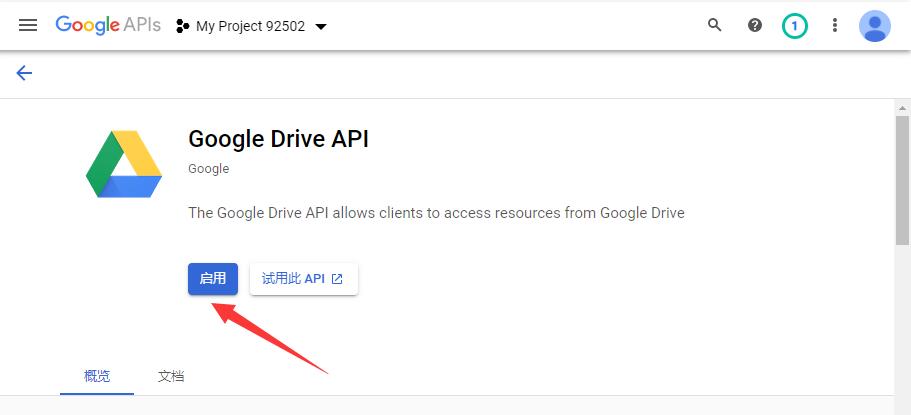 Google APIs My Project 92502 1
Google Drive API
Google
The Google Drive API allows clients to access resources from Google Drive
启用 试用此 API
概览 文档